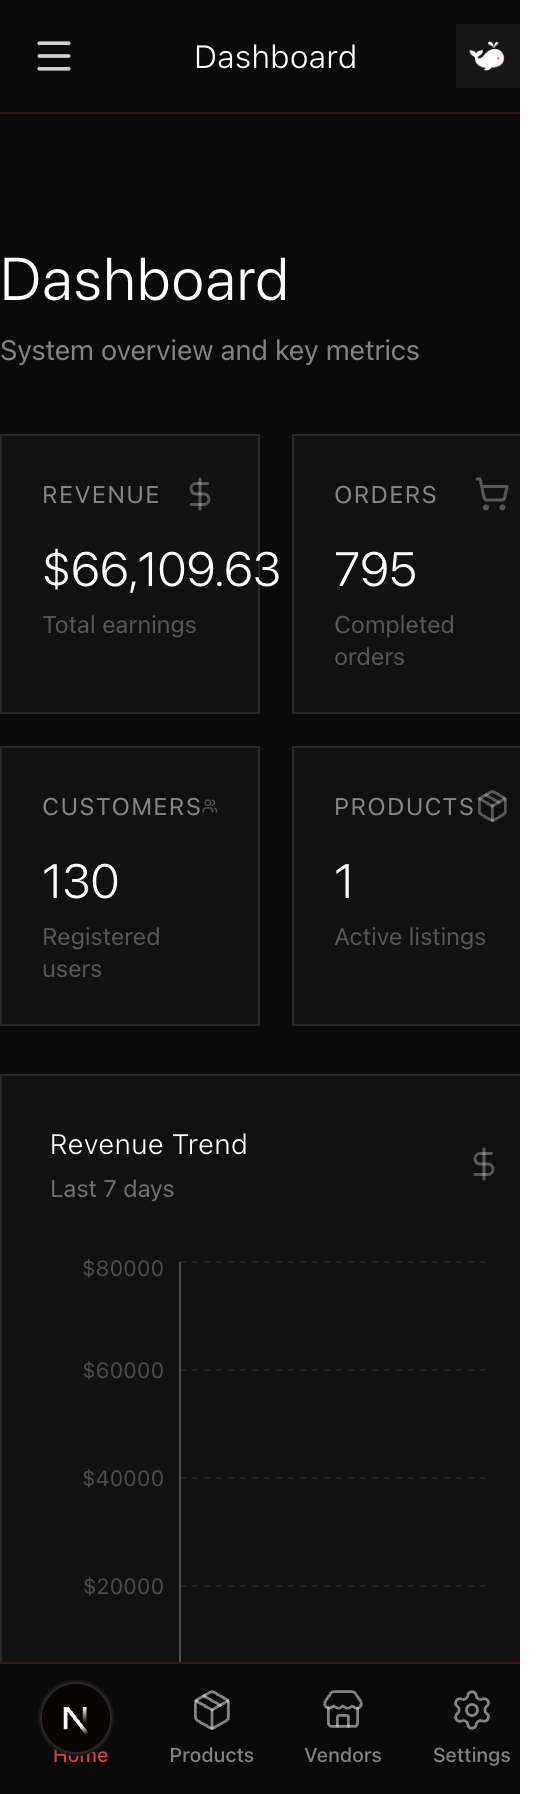 Dashboard
Dashboard
System overview and key metrics
REVENUE
$66,109.63
Total earnings
ORDERS
795
Completed
orders
CUSTOMERS
130
Registered
users
PRODUCTS
1
Active listings
Revenue Trend
Last 7 days
$80000
$60000
$40000
$20000
N
Home
Products
Vendors
Settings